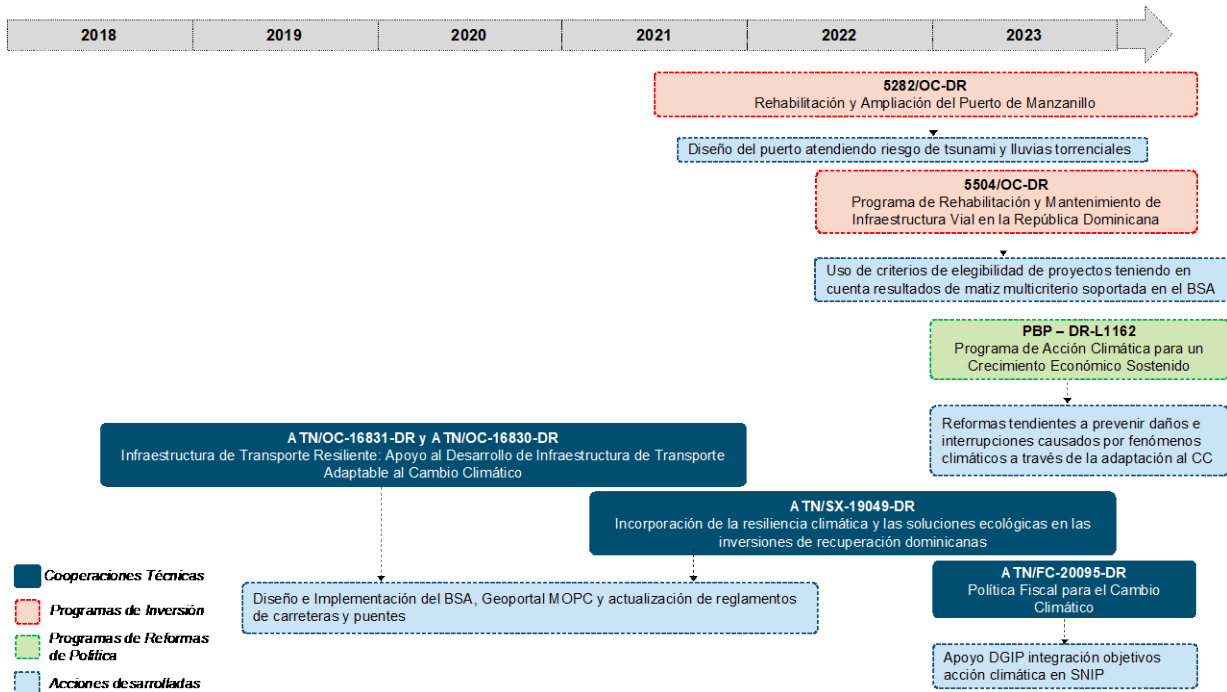 2018
2019
2020
2021
2022
2023
5282/OC-DR
Rehabilitación y Ampliación del Puerto de Manzanillo
Diseño del puerto atendiendo riesgo de tsunami y lluvias torrenciales
5504/OC-DR
Programa de Rehabilitación y Mantenimiento de
Infraestructura Vial en la República Dominicana
Uso de criterios de elegibilidad de proyectos teniendo en
cuenta resultados de matiz multicriterio soportada en el BSA
PBP – DR-L1162
Programa de Acción Climática para un
Crecimiento Económico Sostenido
Reformas tendientes a prevenir daños e
interrupciones causados por fenómenos
climáticos a través de la adaptación al CC
ATN/OC-16831-DR y ATN/OC-16830-DR
Infraestructura de Transporte Resiliente: Apoyo al Desarrollo de Infraestructura de Transporte
Adaptable al Cambio Climático
ATN/SX-19049-DR
Incorporación de la resiliencia climática y las soluciones ecológicas en las
inversiones de recuperación dominicanas
ATN/FC-20095-DR
Política Fiscal para el Cambio
Climático
Diseño e Implementación del BSA, Geoportal MOPC y actualización de reglamentos
de carreteras y puentes
Apoyo DGIP integración objetivos
acción climática en SNIP
Cooperaciones Técnicas
Programas de Inversión
Programas de Reformas
de Política
Acciones desarrolladas